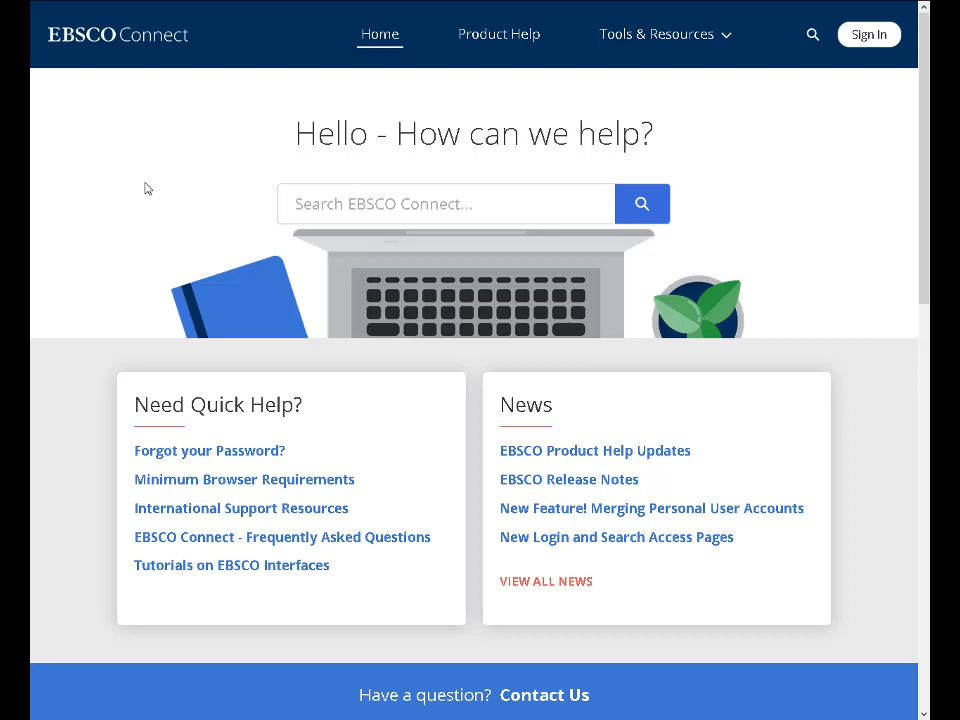 EBSCO Connect
Home
Product Help
Tools & Resources
Sign In
Hello - How can we help?
Search EBSCO Connect...
Need Quick Help?
Forgot your Password?
Minimum Browser Requirements
International Support Resources
EBSCO Connect - Frequently Asked Questions
Tutorials on EBSCO Interfaces
News
EBSCO Product Help Updates
EBSCO Release Notes
New Feature! Merging Personal User Accounts
New Login and Search Access Pages
VIEW ALL NEWS
Have a question? Contact Us